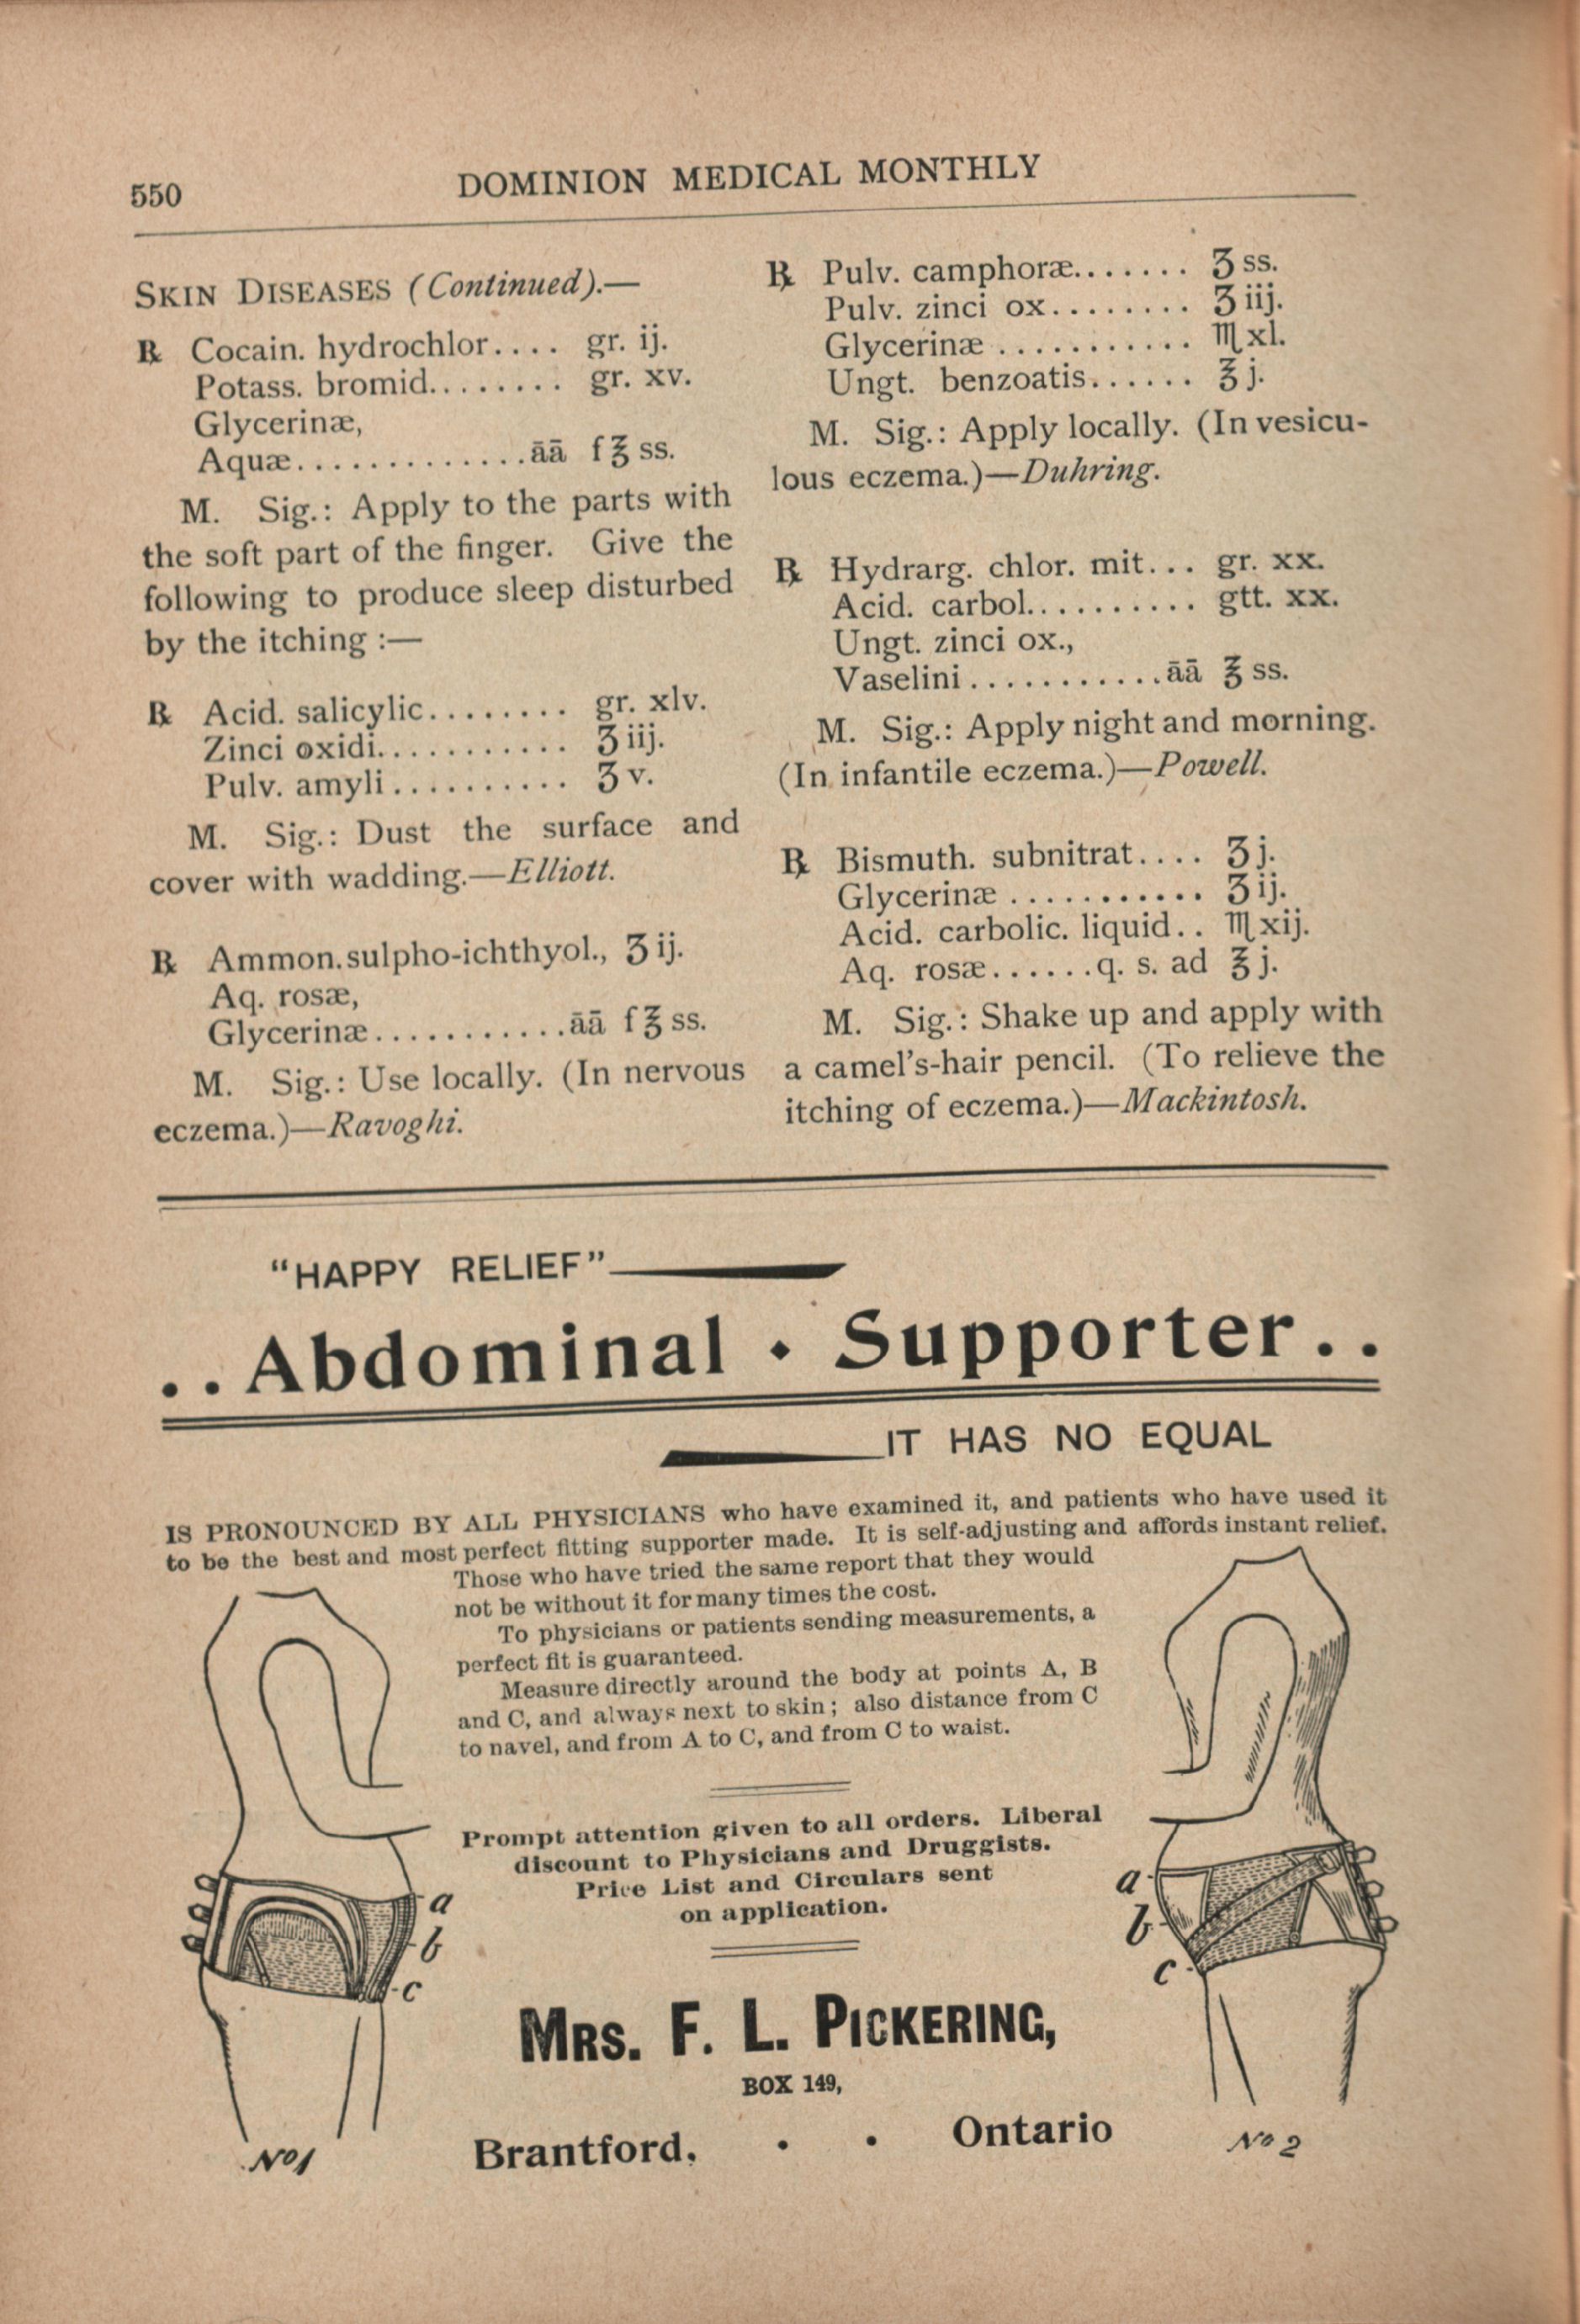 550
DOMINION MEDICAL MONTHLY
SKIN DISEASES (Continued).—
℞ Cocain. hydrochlor.... gr. ij.
Potass. bromid........ gr. xv.
Glycerinæ,
Aquæ.............āā f ℥ ss.
M. Sig.: Apply to the parts with
the soft part of the finger. Give the
following to produce sleep disturbed
by the itching :—
℞ Acid. salicylic........ gr. xlv.
Zinci oxidi........... ʒ iij.
Pulv. amyli.......... ʒ v.
M. Sig.: Dust the surface and
cover with wadding.—Elliott.
℞ Ammon. sulpho-ichthyol., ʒ ij.
Aq. rosæ,
Glycerinæ...........āā f ℥ ss.
M. Sig.: Use locally. (In nervous
eczema.)—Ravoghi.
℞ Pulv. camphoræ....... ʒ ss.
Pulv. zinci ox........ ʒ iij.
Glycerinæ ........... ♏ xl.
Ungt. benzoatis...... ℥ j.
M. Sig.: Apply locally. (In vesicu-
lous eczema.)—Duhring.
℞ Hydrarg. chlor. mit... gr. xx.
Acid. carbol.......... gtt. xx.
Ungt. zinci ox.,
Vaselini...........āā ℥ ss.
M. Sig.: Apply night and morning.
(In infantile eczema.)—Powell.
℞ Bismuth. subnitrat.... ʒ j.
Glycerinæ ........... ʒ ij.
Acid. carbolic. liquid.. ♏ xij.
Aq. rosæ......q. s. ad ℥ j.
M. Sig.: Shake up and apply with
a camel's-hair pencil. (To relieve the
itching of eczema.)—Mackintosh.
"HAPPY RELIEF"
..Abdominal · Supporter..
IT HAS NO EQUAL
IS PRONOUNCED BY ALL PHYSICIANS who have examined it, and patients who have used it
to be the best and most perfect fitting supporter made. It is self-adjusting and affords instant relief.
Those who have tried the same report that they would
not be without it for many times the cost.
To physicians or patients sending measurements, a
perfect fit is guaranteed.
Measure directly around the body at points A, B
and C, and always next to skin; also distance from C
to navel, and from A to C, and from C to waist.
Prompt attention given to all orders. Liberal
discount to Physicians and Druggists.
Price List and Circulars sent
on application.
a
b
c
a
b
c
MRS. F. L. PICKERING,
BOX 149,
Brantford, · · Ontario
No 1
No 2